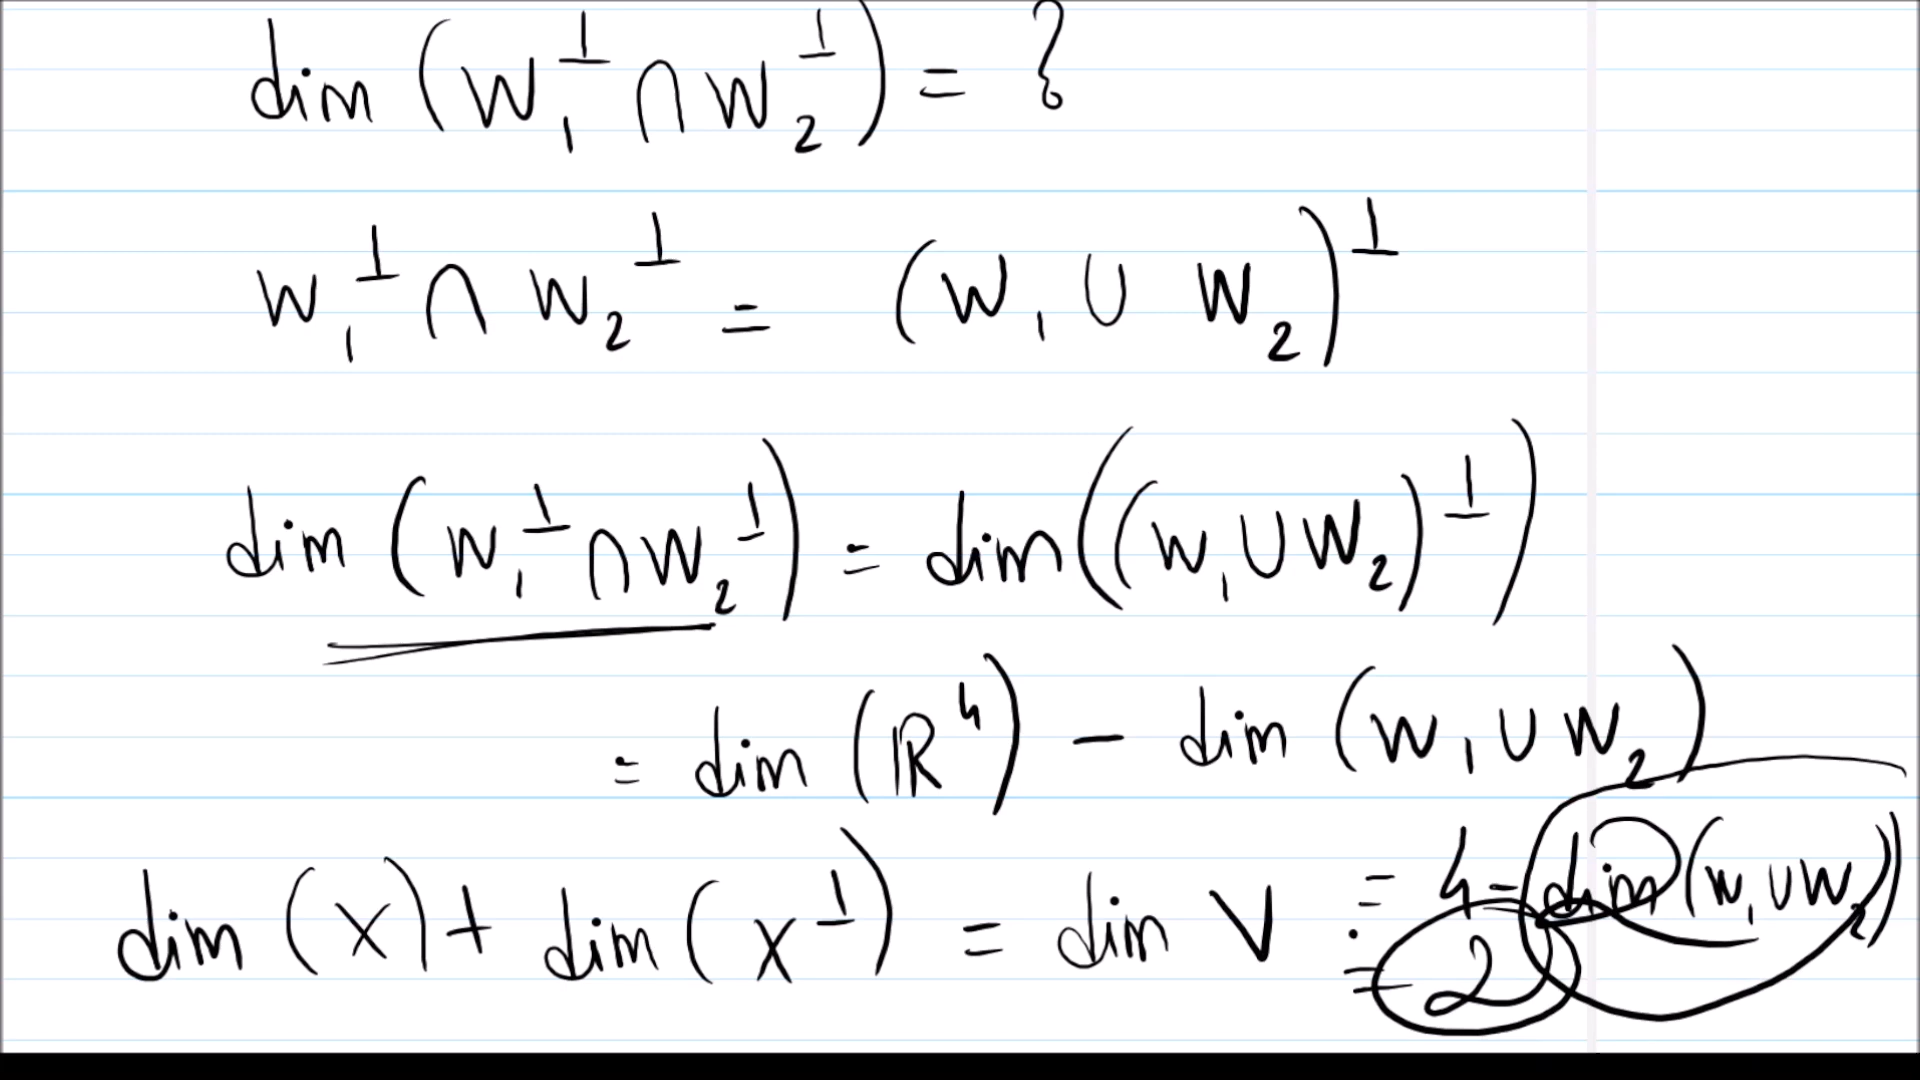 dim (W₁^⊥ ∩ W₂^⊥) = ?
W₁^⊥ ∩ W₂^⊥ = (W₁ ∪ W₂)^⊥
dim (W₁^⊥ ∩ W₂^⊥) = dim((W₁ ∪ W₂)^⊥)
= dim (ℝ⁴) − dim (W₁ ∪ W₂)
= 4 - dim (W₁ ∪ W₂)
dim (X) + dim (X^⊥) = dim V
= 2